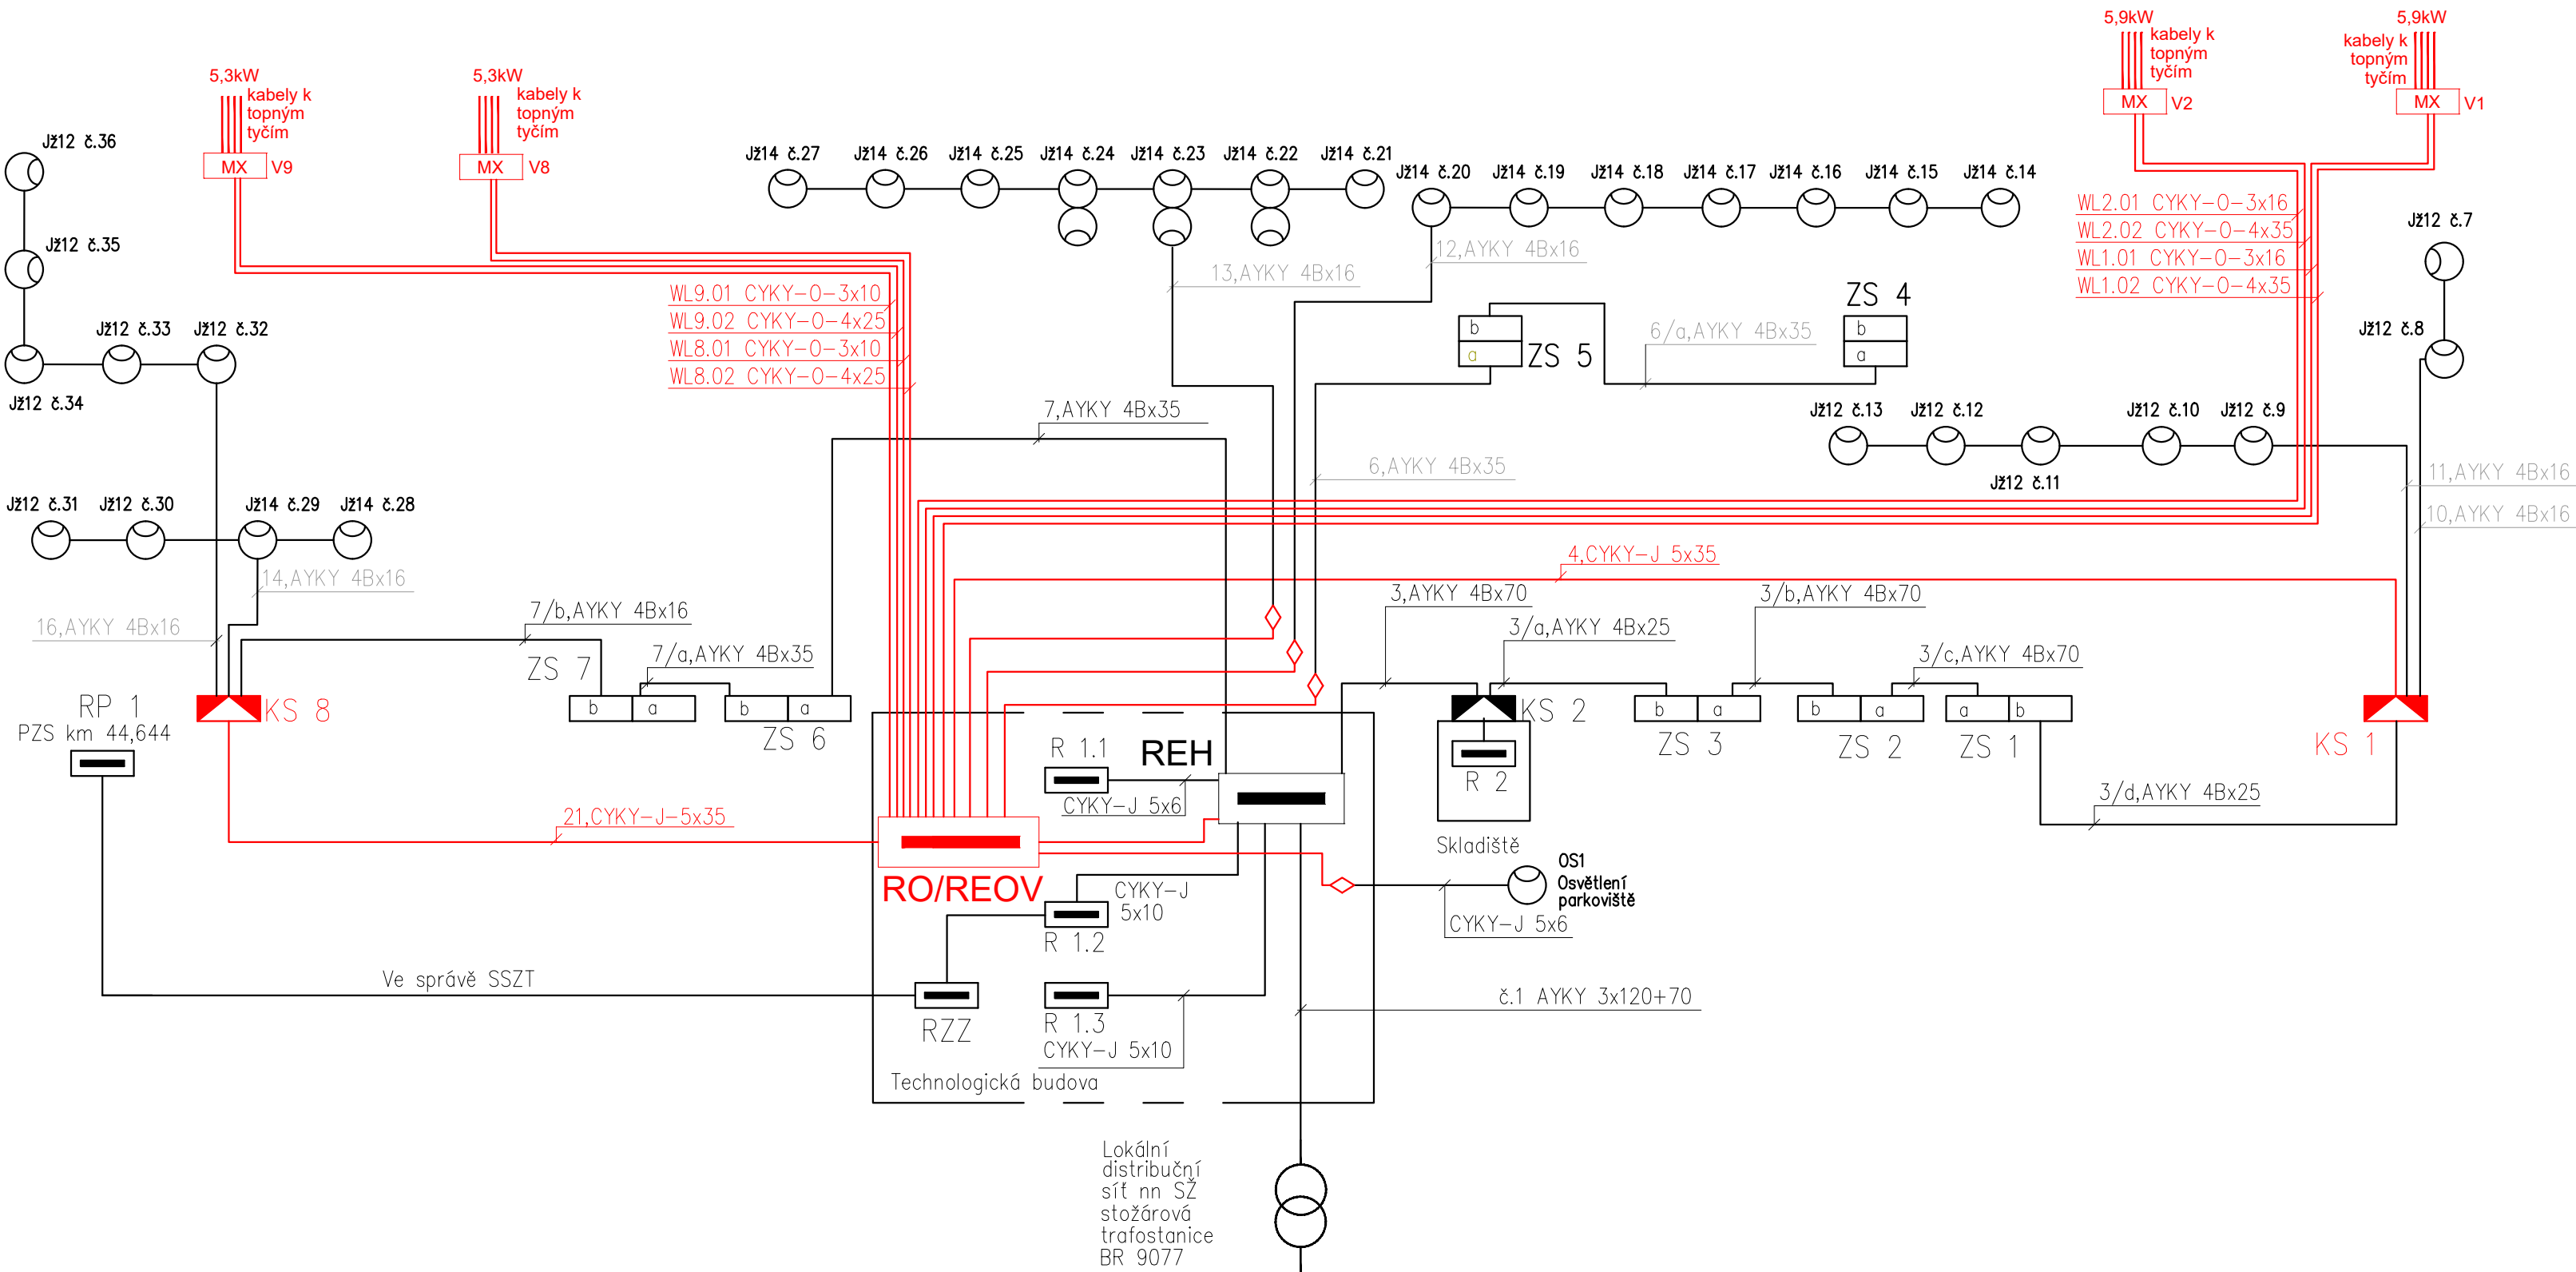 5,9kW
kabely k
topným
tyčím
MX V2
5,9kW
kabely k
topným
tyčím
MX V1
5,3kW
kabely k
topným
tyčím
MX V9
5,3kW
kabely k
topným
tyčím
MX V8
Jž12 č.36
Jž12 č.35
Jž12 č.33
Jž12 č.32
Jž12 č.34
Jž14 č.27
Jž14 č.26
Jž14 č.25
Jž14 č.24
Jž14 č.23
Jž14 č.22
Jž14 č.21
Jž14 č.20
Jž14 č.19
Jž14 č.18
Jž14 č.17
Jž14 č.16
Jž14 č.15
Jž14 č.14
Jž12 č.7
Jž12 č.8
WL2.01 CYKY-O-3x16
WL2.02 CYKY-O-4x35
WL1.01 CYKY-O-3x16
WL1.02 CYKY-O-4x35
12,AYKY 4Bx16
13,AYKY 4Bx16
WL9.01 CYKY-O-3x10
WL9.02 CYKY-O-4x25
WL8.01 CYKY-O-3x10
WL8.02 CYKY-O-4x25
b
a
ZS 5
6/a,AYKY 4Bx35
ZS 4
b
a
7,AYKY 4Bx35
6,AYKY 4Bx35
Jž12 č.13
Jž12 č.12
Jž12 č.11
Jž12 č.10
Jž12 č.9
11,AYKY 4Bx16
10,AYKY 4Bx16
Jž12 č.31
Jž12 č.30
Jž14 č.29
Jž14 č.28
14,AYKY 4Bx16
16,AYKY 4Bx16
7/b,AYKY 4Bx16
ZS 7
7/a,AYKY 4Bx35
b a
b a
ZS 6
4,CYKY-J 5x35
3,AYKY 4Bx70
3/a,AYKY 4Bx25
3/b,AYKY 4Bx70
3/c,AYKY 4Bx70
RP 1
PZS km 44,644
KS 8
KS 2
b a
ZS 3
b a
ZS 2
a b
ZS 1
KS 1
3/d,AYKY 4Bx25
R 1.1
REH
CYKY-J 5x6
R 2
Skladiště
21,CYKY-J-5x35
RO/REOV
CYKY-J
5x10
R 1.2
OS1
Osvětlení
parkoviště
CYKY-J 5x6
Ve správě SSZT
RZZ
R 1.3
CYKY-J 5x10
č.1 AYKY 3x120+70
Technologická budova
Lokální
distribuční
síť nn SŽ
stožárová
trafostanice
BR 9077